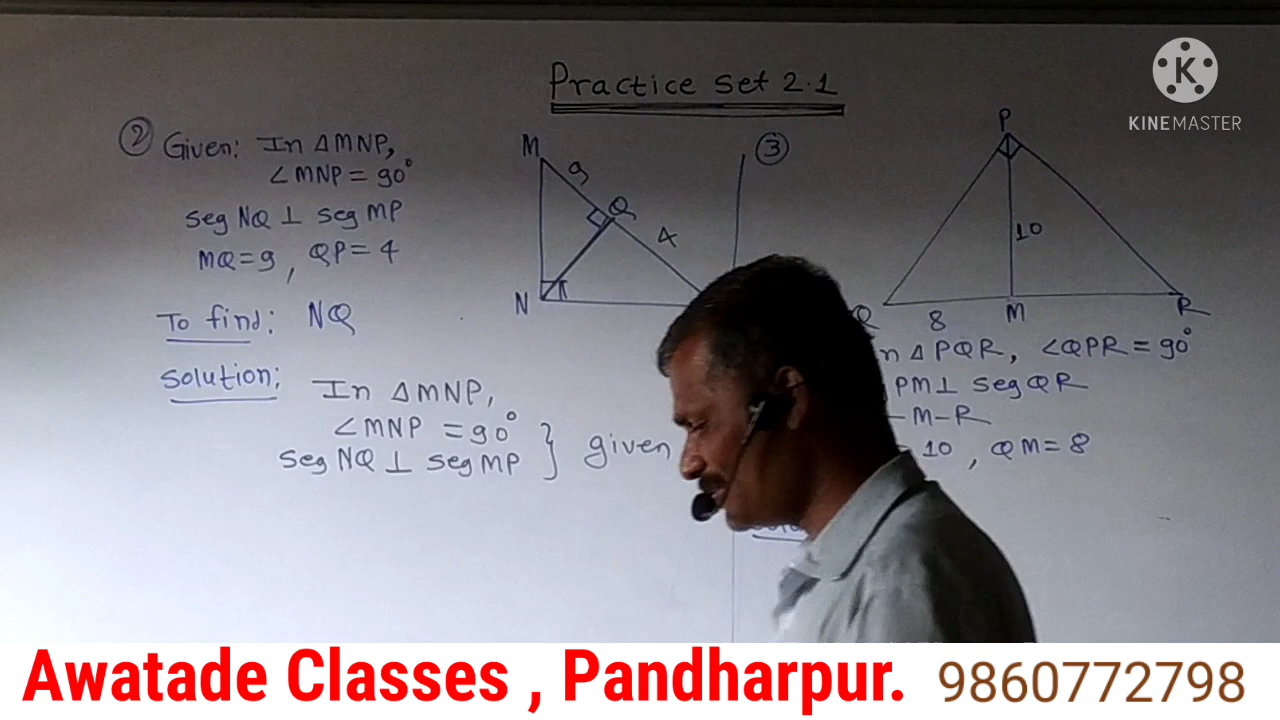 Practice Set 2.1
K
KINEMASTER
② Given: In ΔMNP,
∠MNP = 90°
seg NQ ⊥ seg MP
MQ = 9, QP = 4
To find: NQ
Solution:
In ΔMNP,
∠MNP = 90°
seg NQ ⊥ seg MP } given
M
9
Q
4
N
③
P
10
Q
8
M
R
In ΔPQR, ∠QPR = 90°
PM ⊥ seg QR
-M-R
10, QM = 8
Awatade Classes , Pandharpur. 9860772798